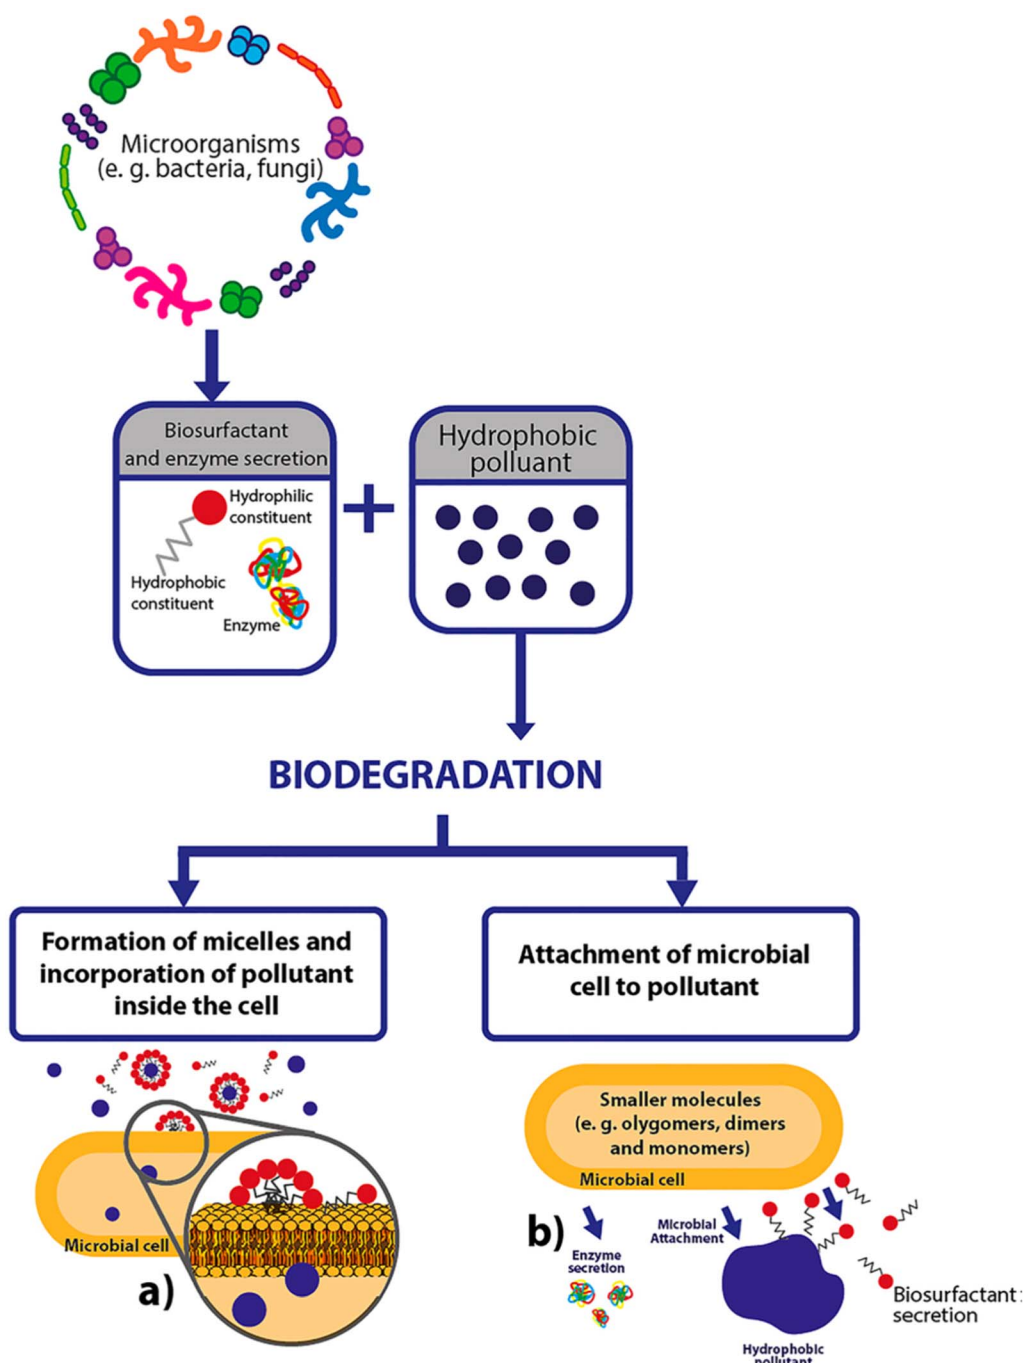 Microorganisms
(e. g. bacteria, fungi)
Biosurfactant
and enzyme secretion
Hydrophilic
constituent
Hydrophobic
constituent
Enzyme
+
Hydrophobic
polluant
BIODEGRADATION
Formation of micelles and
incorporation of pollutant
inside the cell
Attachment of microbial
cell to pollutant
Microbial cell
a)
Smaller molecules
(e. g. olygomers, dimers
and monomers)
Microbial cell
b)
Enzyme
secretion
Microbial
Attachment
Biosurfactant
secretion
Hydrophobic
pollutant